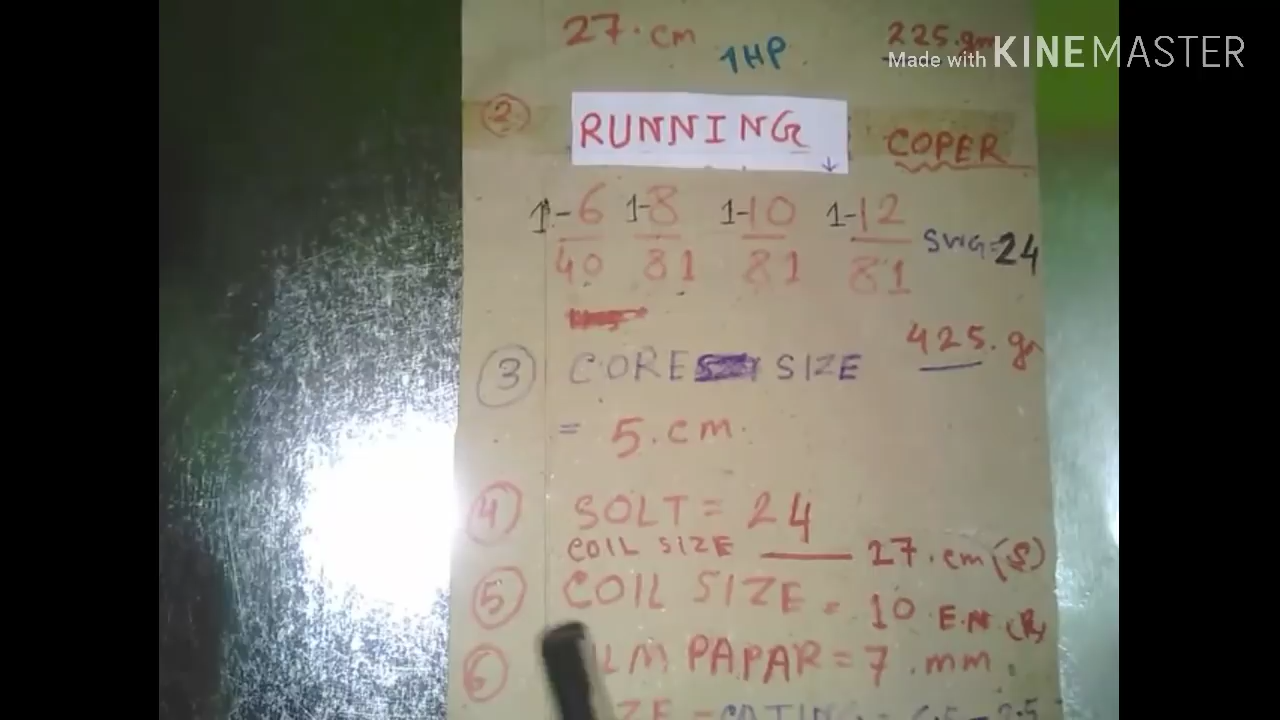 27.cm 225.gm
1HP
Made with KINEMASTER
2 RUNNING COPER
1-6 1-8 1-10 1-12
40 81 81 81
SWG=24
425.g
3 CORE SIZE
= 5.cm.
4 SOLT = 24
COIL SIZE 27.cm (S)
5 COIL SIZE = 10 (R)
6 PAPAR = 7.mm.